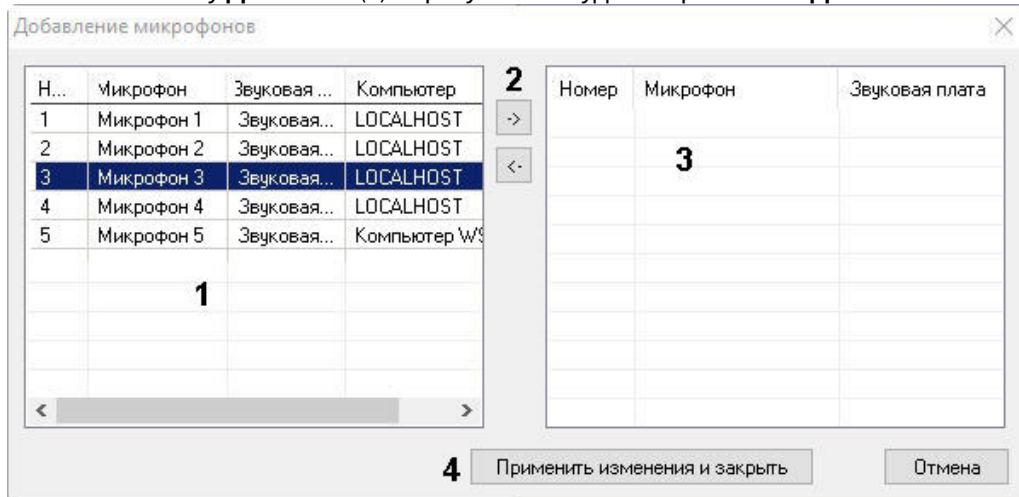 Добавление микрофонов
Н... Микрофон Звуковая ... Компьютер
1 Микрофон 1 Звуковая... LOCALHOST
2 Микрофон 2 Звуковая... LOCALHOST
3 Микрофон 3 Звуковая... LOCALHOST
4 Микрофон 4 Звуковая... LOCALHOST
5 Микрофон 5 Звуковая... Компьютер WS
1
2
->
<-
Номер Микрофон Звуковая плата
3
4 Применить изменения и закрыть Отмена